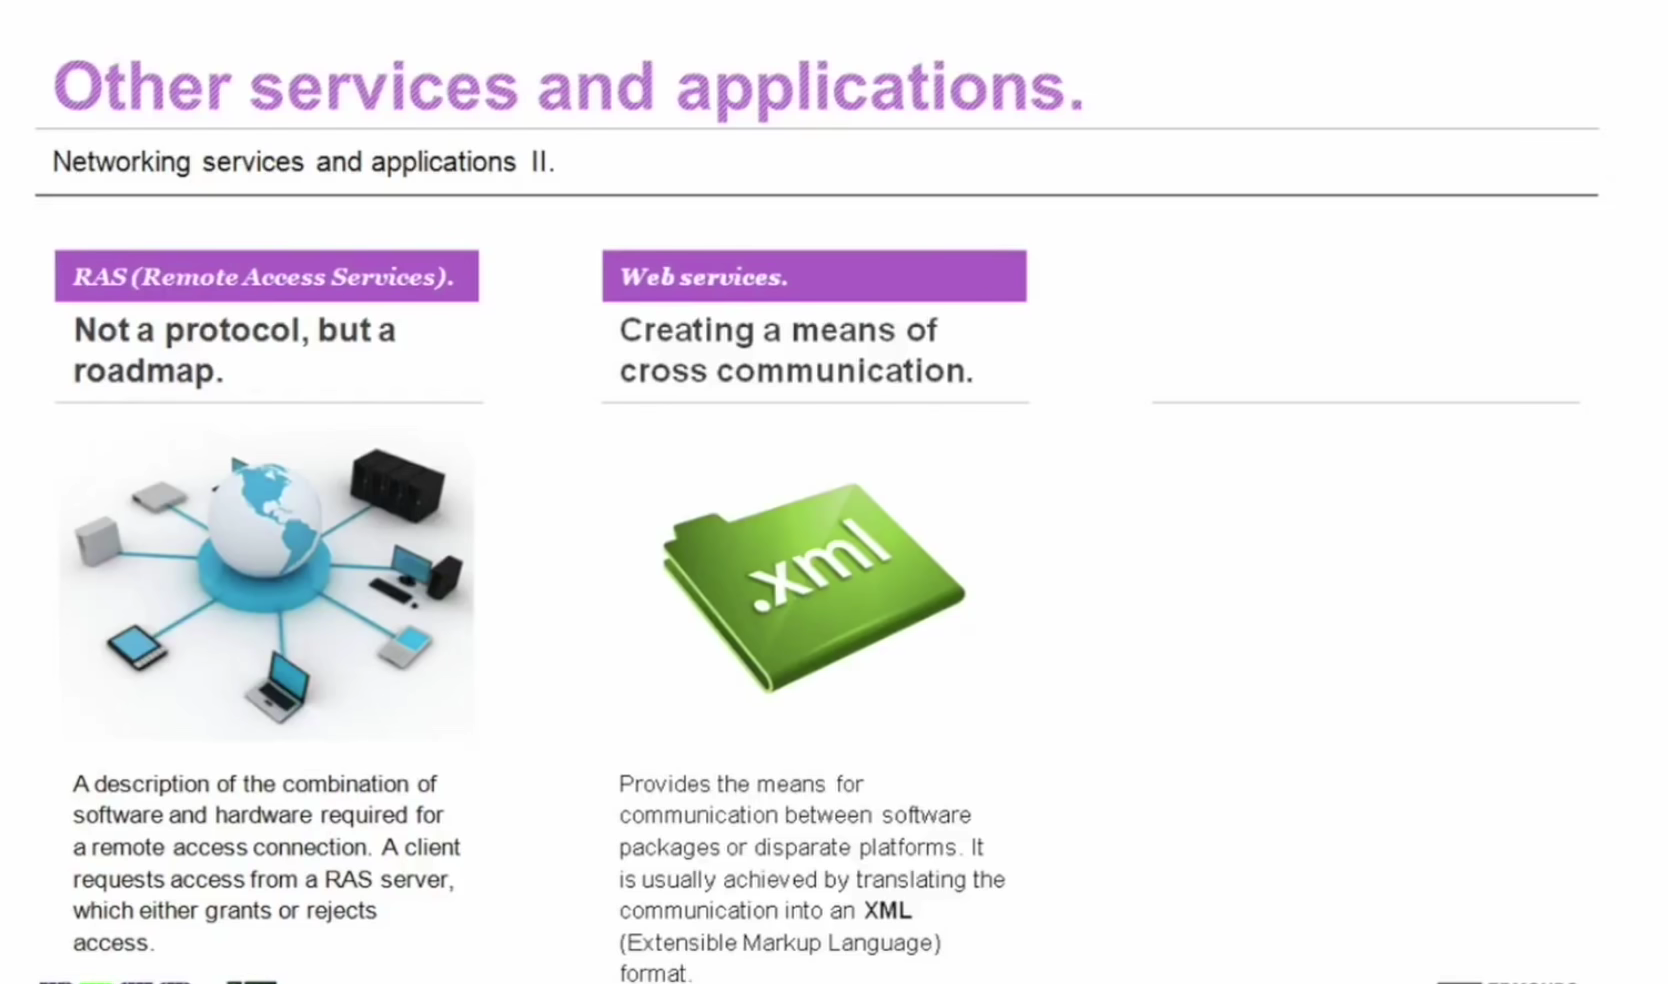 Other services and applications.
Networking services and applications II.
RAS (Remote Access Services).
Not a protocol, but a
roadmap.
A description of the combination of
software and hardware required for
a remote access connection. A client
requests access from a RAS server,
which either grants or rejects
access.
Web services.
Creating a means of
cross communication.
.xml
Provides the means for
communication between software
packages or disparate platforms. It
is usually achieved by translating the
communication into an XML
(Extensible Markup Language)
format.